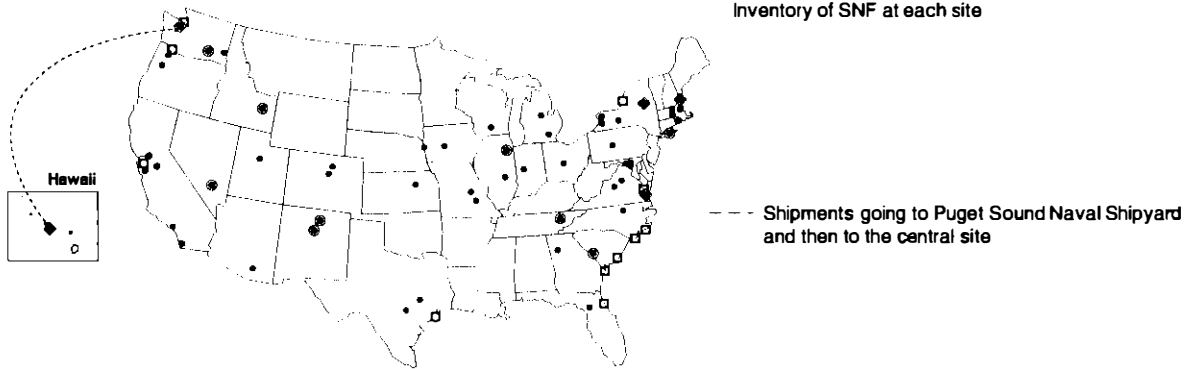 Inventory of SNF at each site
Hawaii
Shipments going to Puget Sound Naval Shipyard
and then to the central site